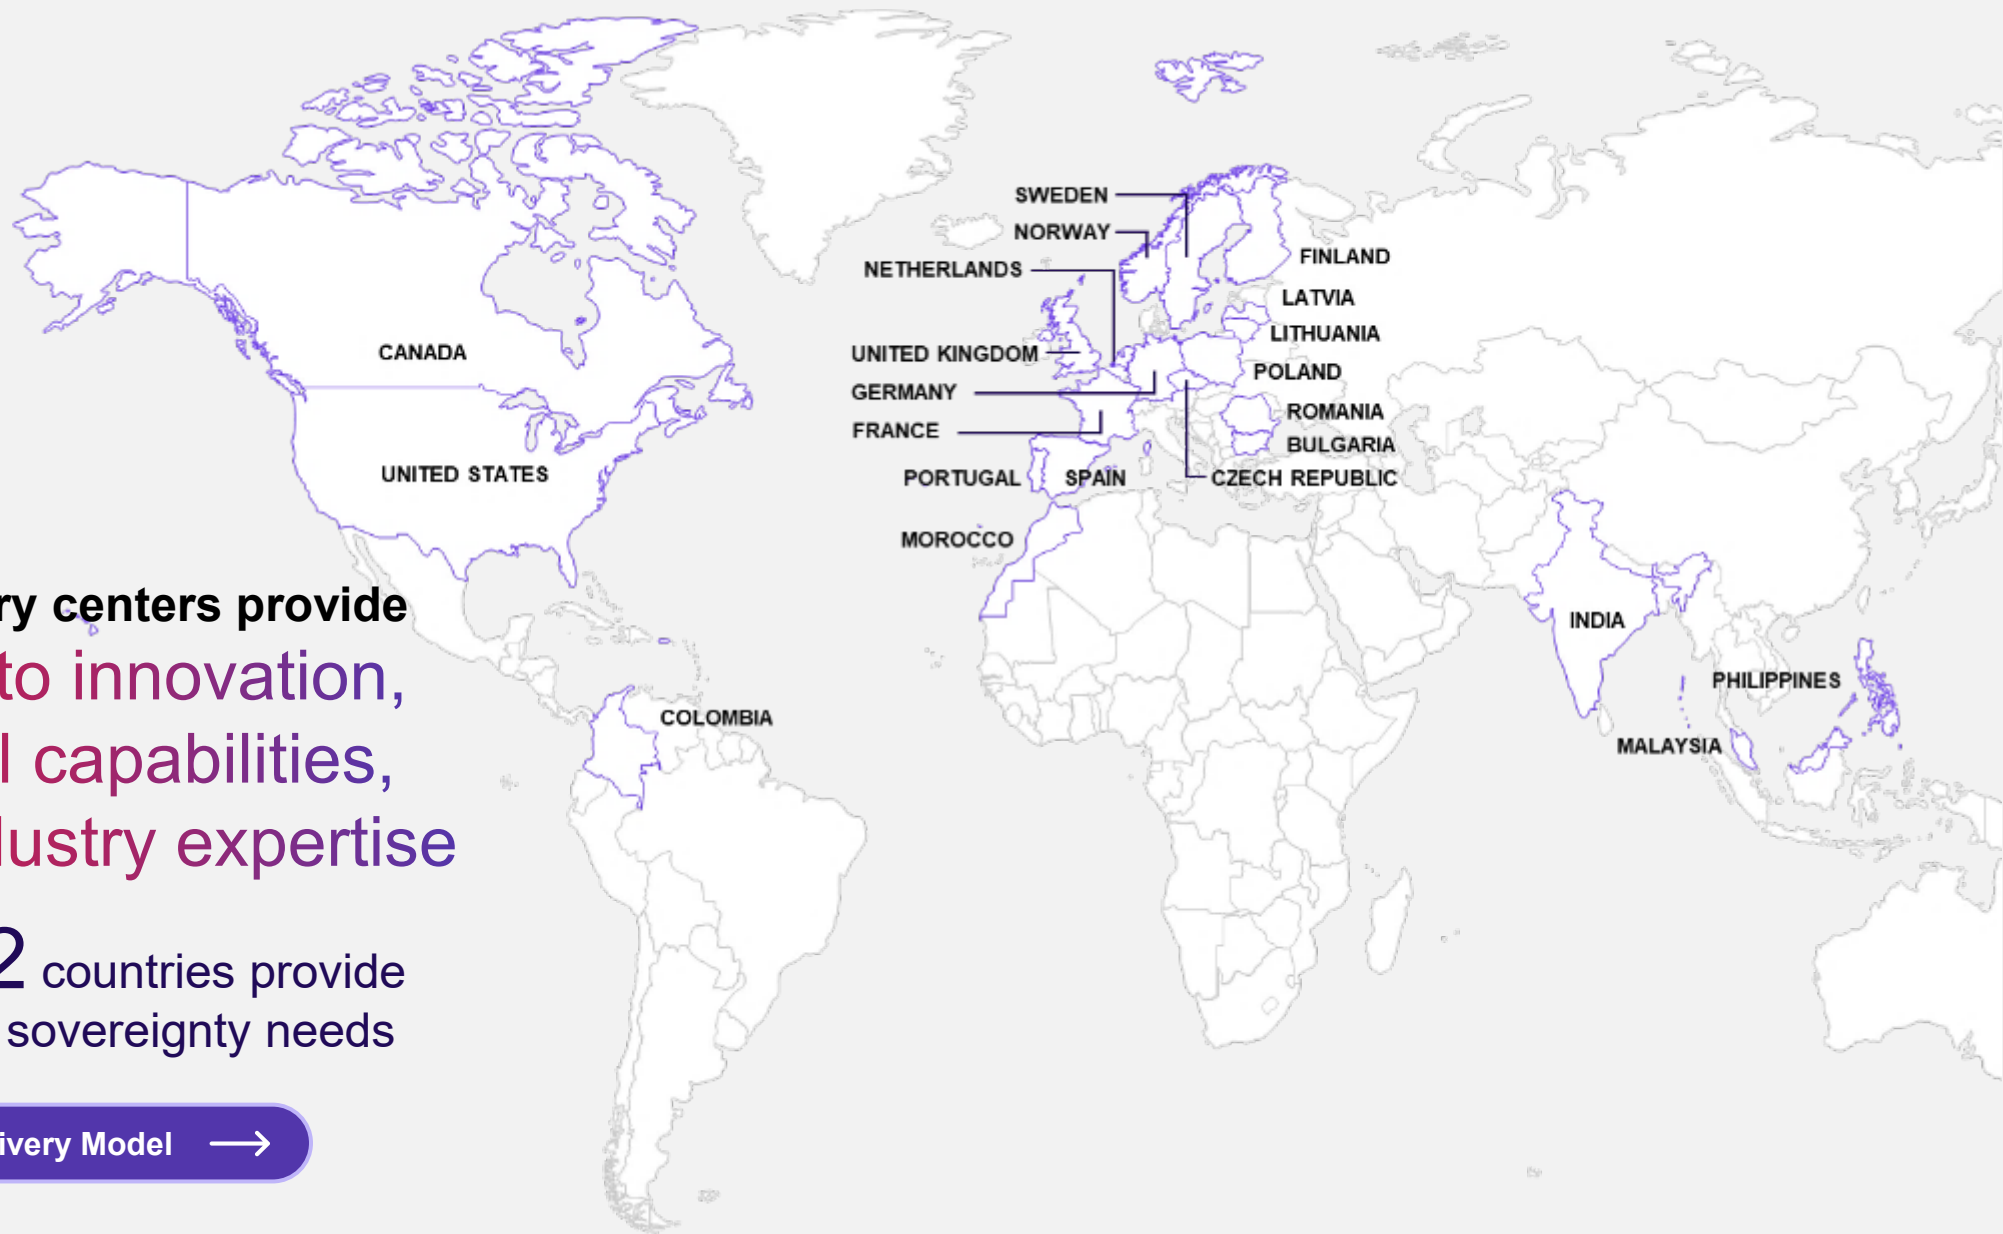 SWEDEN
NORWAY
NETHERLANDS
FINLAND
LATVIA
LITHUANIA
UNITED KINGDOM
CANADA
POLAND
GERMANY
ROMANIA
FRANCE
BULGARIA
UNITED STATES
PORTUGAL
SPAIN
CZECH REPUBLIC
MOROCCO
INDIA
PHILIPPINES
COLOMBIA
MALAYSIA
ry centers provide
to innovation,
l capabilities,
lustry expertise
2 countries provide
sovereignty needs
ivery Model